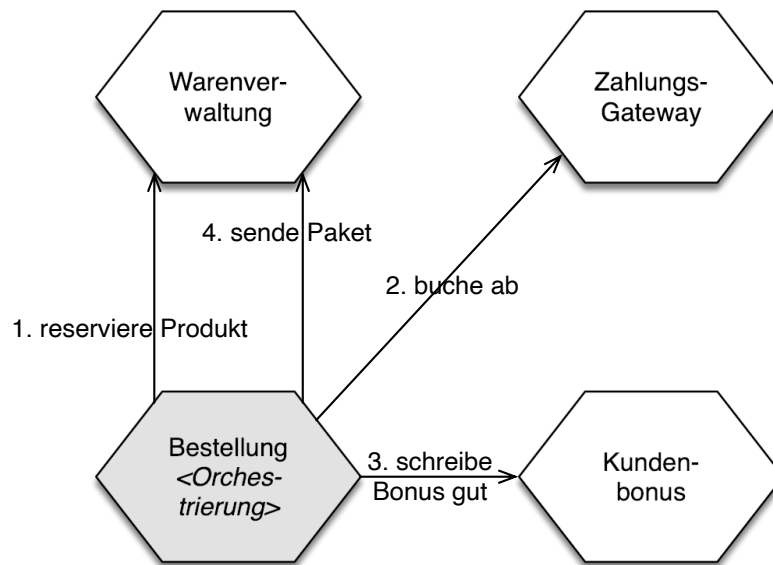 Warenver-
waltung
Zahlungs-
Gateway
4. sende Paket
2. buche ab
1. reserviere Produkt
Bestellung
<Orches-
trierung>
3. schreibe
Bonus gut
Kunden-
bonus